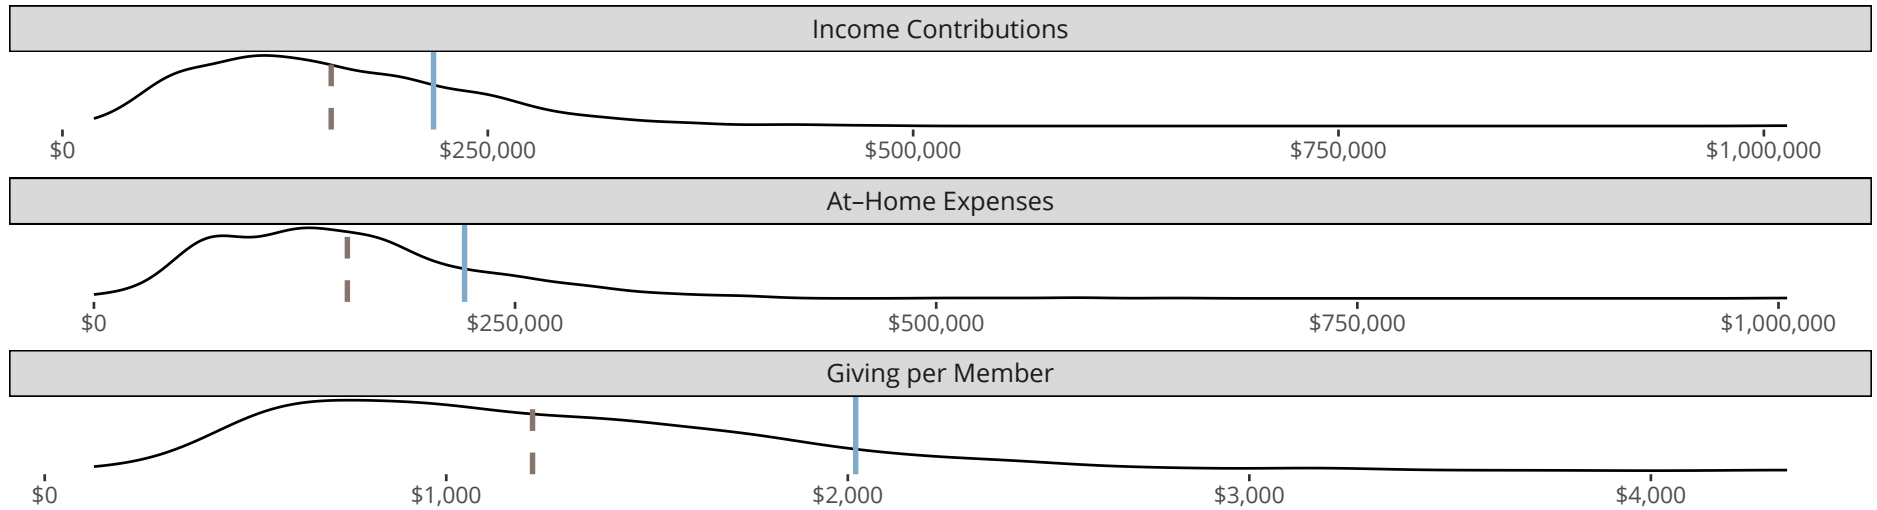 Income Contributions
$0 $250,000 $500,000 $750,000 $1,000,000
At–Home Expenses
$0 $250,000 $500,000 $750,000 $1,000,000
Giving per Member
$0 $1,000 $2,000 $3,000 $4,000